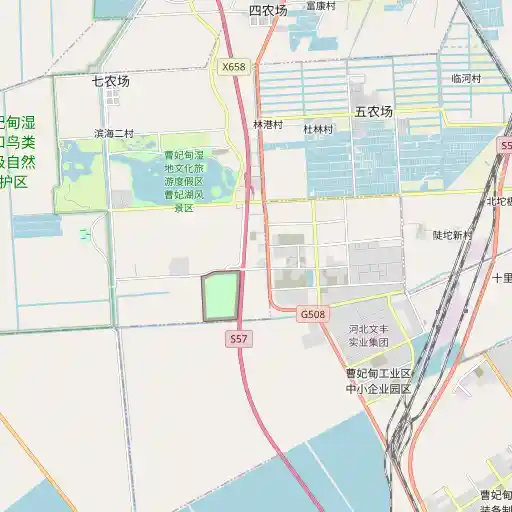 四农场
富康村
X658
七农场
临河村
五农场
林港村
杜林村
滨海二村
曹妃甸湿
地文化旅
游度假区
曹妃湖风
景区
妃甸湿
和鸟类
级自然
护区
S5
北坨
陡坨新村
十里
G508
S57
河北文丰
实业集团
曹妃甸工业区
中小企业园区
曹妃甸
装备制